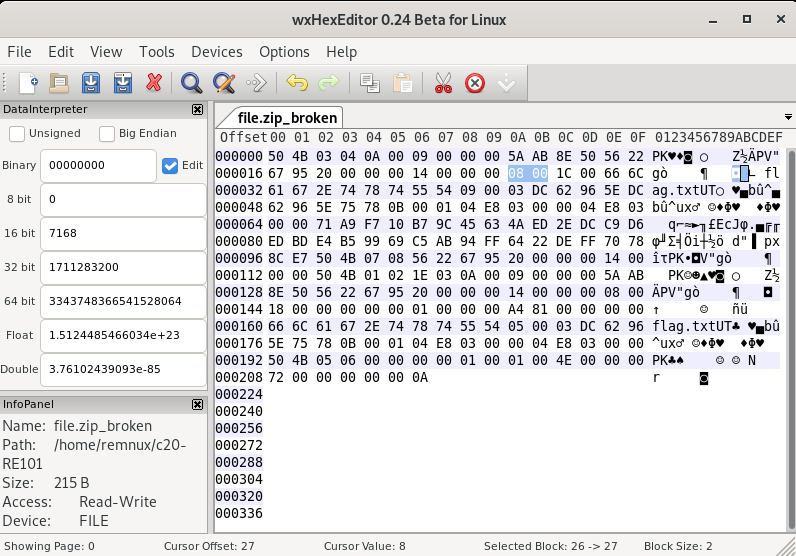 wxHexEditor 0.24 Beta for Linux
File Edit View Tools Devices Options Help
DataInterpreter
Unsigned Big Endian
Binary 00000000 Edit
8 bit 0
16 bit 7168
32 bit 1711283200
64 bit 3343748366541528064
Float 1.5124485466034e+23
Double 3.76102439093e-85
InfoPanel
Name: file.zip_broken
Path: /home/remnux/c20-
RE101
Size: 215 B
Access: Read-Write
Device: FILE
file.zip_broken
Offset 00 01 02 03 04 05 06 07 08 09 0A 0B 0C 0D 0E 0F 0123456789ABCDEF
000000 50 4B 03 04 0A 00 09 00 00 00 5A AB 8E 50 56 22 PK♥♦◙ ○ Z½ÄPV"
000016 67 95 20 00 00 00 14 00 00 00 08 00 1C 00 66 6C gò ¶ ◘ ∟ fl
000032 61 67 2E 74 78 74 55 54 09 00 03 DC 62 96 5E DC ag.txtUT○ ♥▄bû^▄
000048 62 96 5E 75 78 0B 00 01 04 E8 03 00 00 04 E8 03 bû^ux♂ ☺♦Φ♥ ♦Φ♥
000064 00 00 71 A9 F7 10 B7 9C 45 63 4A ED 2E DC C9 D6 q⌐≈►╖£EcJφ.▄╔╓
000080 ED BD E4 B5 99 69 C5 AB 94 FF 64 22 DE FF 70 78 φ╜Σ╡Öi┼½ö d"▐ px
000096 8C E7 50 4B 07 08 56 22 67 95 20 00 00 00 14 00 îτPK•◘V"gò ¶
000112 00 00 50 4B 01 02 1E 03 0A 00 09 00 00 00 5A AB PK☺☻▲♥◙ ○ Z½
000128 8E 50 56 22 67 95 20 00 00 00 14 00 00 00 08 00 ÄPV"gò ¶ ◘
000144 18 00 00 00 00 00 01 00 00 00 A4 81 00 00 00 00 ↑ ☺ ñü
000160 66 6C 61 67 2E 74 78 74 55 54 05 00 03 DC 62 96 flag.txtUT♣ ♥▄bû
000176 5E 75 78 0B 00 01 04 E8 03 00 00 04 E8 03 00 00 ^ux♂ ☺♦Φ♥ ♦Φ♥
000192 50 4B 05 06 00 00 00 00 01 00 01 00 4E 00 00 00 PK♣♠ ☺ ☺ N
000208 72 00 00 00 00 00 0A r ◙
000224
000240
000256
000272
000288
000304
000320
000336
Showing Page: 0 Cursor Offset: 27 Cursor Value: 8 Selected Block: 26 -> 27 Block Size: 2